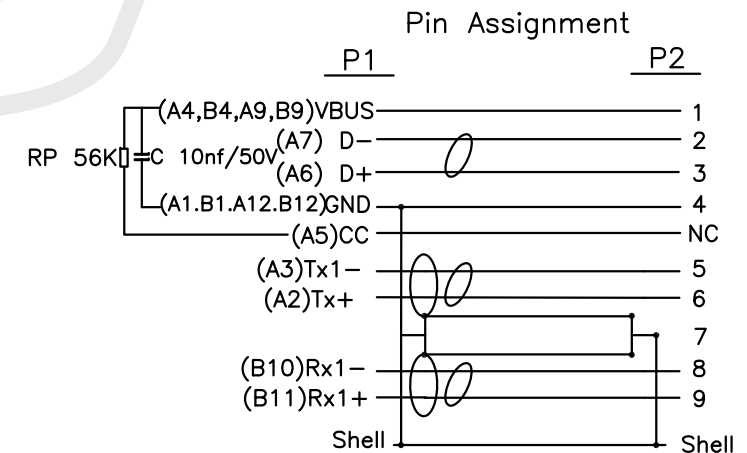 Pin Assignment
P1 P2
(A4,B4,A9,B9)VBUS 1
(A7) D- 2
RP 56K C 10nf/50V
(A6) D+ 3
(A1.B1.A12.B12)GND 4
(A5)CC NC
(A3)Tx1- 5
(A2)Tx+ 6
7
(B10)Rx1- 8
(B11)Rx1+ 9
Shell Shell